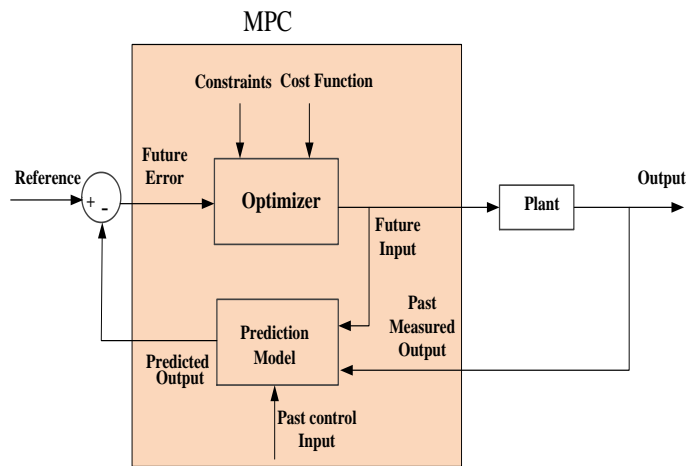 MPC
Constraints
Cost Function
Reference
+
-
Future
Error
Optimizer
Plant
Output
Future
Input
Prediction
Model
Past
Measured
Output
Predicted
Output
Past control
Input